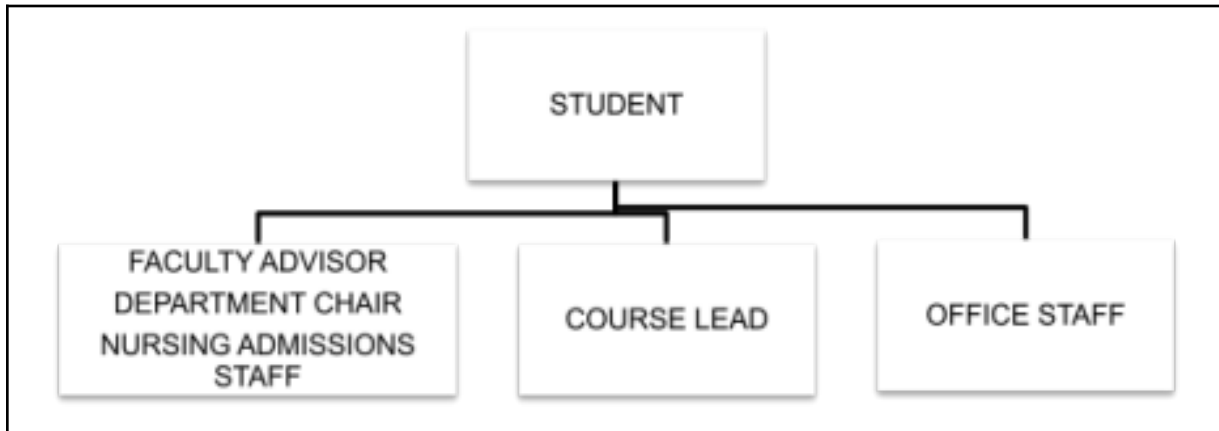 STUDENT
FACULTY ADVISOR
DEPARTMENT CHAIR
NURSING ADMISSIONS
STAFF
COURSE LEAD
OFFICE STAFF